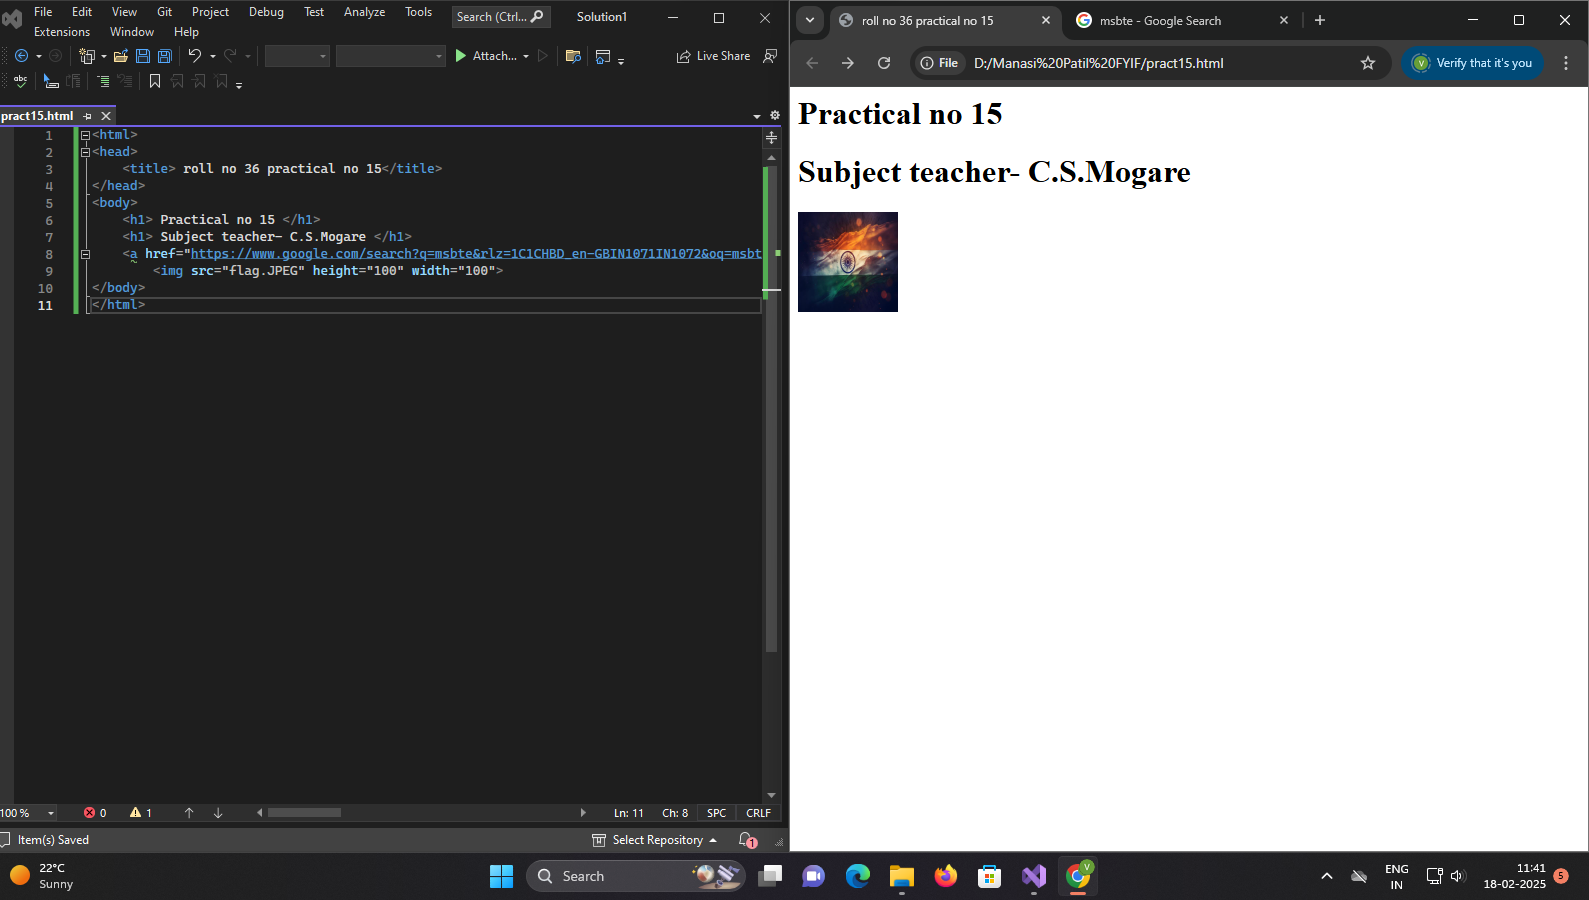 File Edit View Git Project Debug Test Analyze Tools Search (Ctrl... Solution1
Extensions Window Help
Attach... Live Share
abc
pract15.html
1 <html>
2 <head>
3 <title> roll no 36 practical no 15</title>
4 </head>
5 <body>
6 <h1> Practical no 15 </h1>
7 <h1> Subject teacher- C.S.Mogare </h1>
8 <a href="https://www.google.com/search?q=msbte&rlz=1C1CHBD_en-GBIN1071IN1072&oq=msbt
9 <img src="flag.JPEG" height="100" width="100">
10 </body>
11 </html>
100 % 0 1 Ln: 11 Ch: 8 SPC CRLF
Item(s) Saved Select Repository 1
roll no 36 practical no 15 msbte - Google Search
File D:/Manasi%20Patil%20FYIF/pract15.html V Verify that it's you
Practical no 15
Subject teacher- C.S.Mogare
22°C
Sunny
Search
V
ENG
IN
11:41
18-02-2025
5